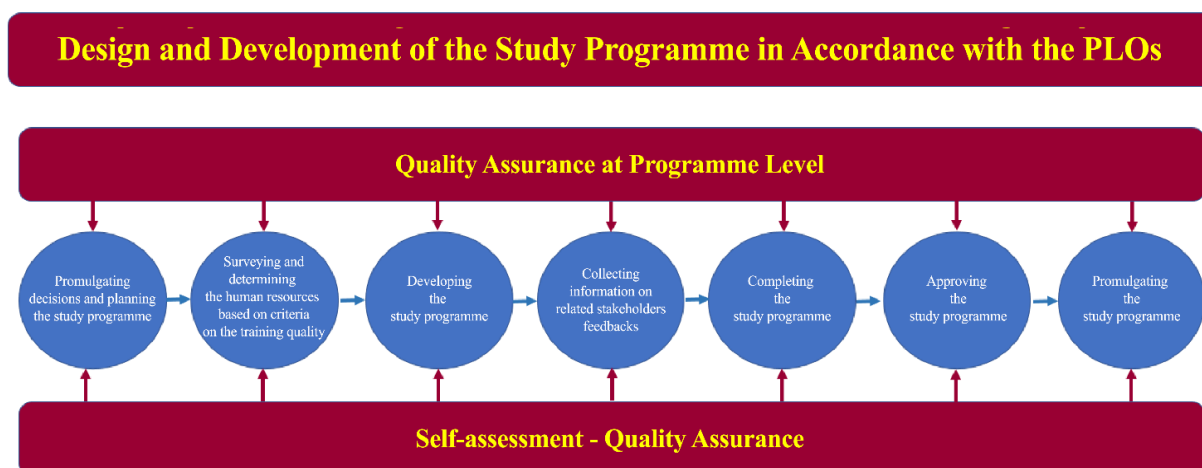 Design and Development of the Study Programme in Accordance with the PLOs
Quality Assurance at Programme Level
Promulgating
decisions and planning
the study programme
Surveying and
determining
the human resources
based on criteria
on the training quality
Developing
the
study programme
Collecting
information on
related stakeholders
feedbacks
Completing
the
study programme
Approving
the
study programme
Promulgating
the
study programme
Self-assessment - Quality Assurance